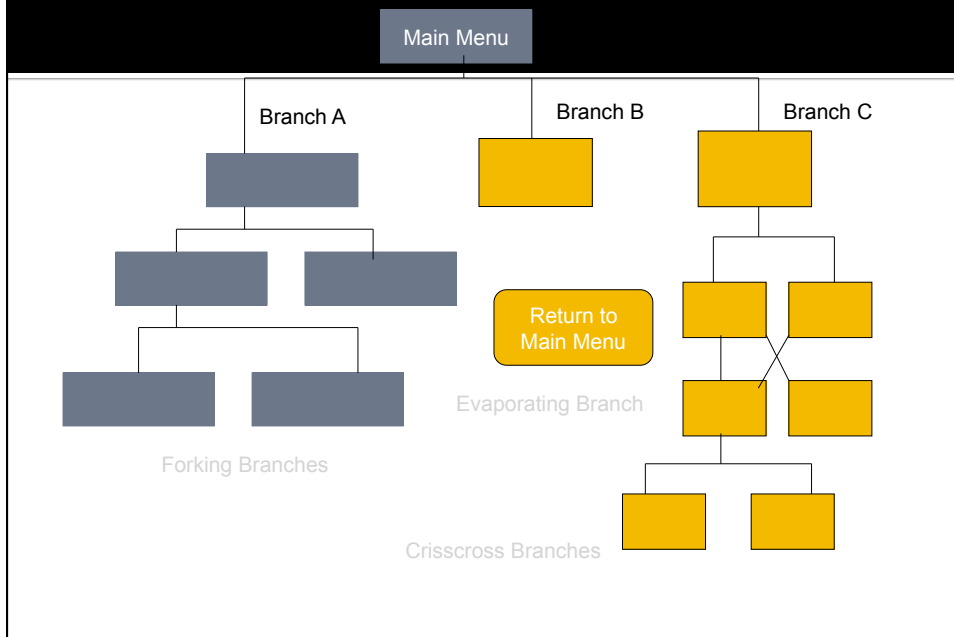 Main Menu
Branch A
Branch B
Branch C
Return to
Main Menu
Evaporating Branch
Forking Branches
Crisscross Branches